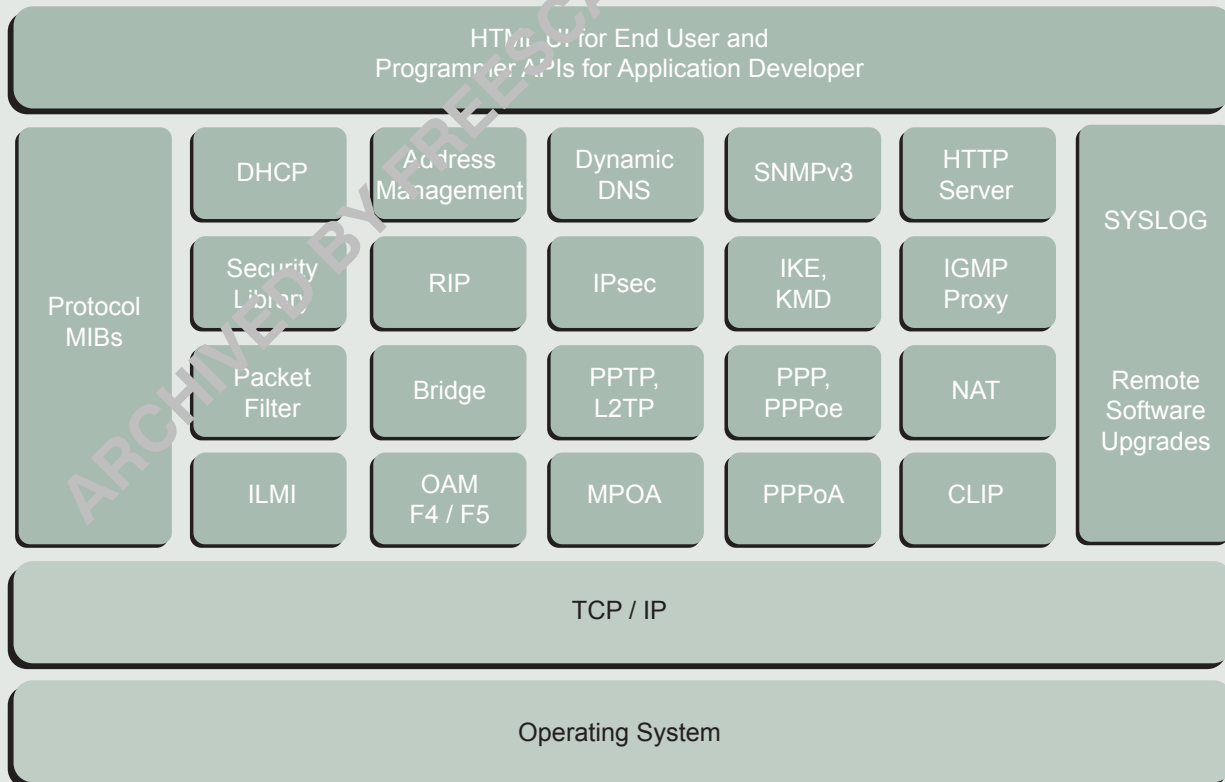 HTML UI for End User and
Programmer APIs for Application Developer
Protocol
MIBs
DHCP
Address
Management
Dynamic
DNS
SNMPv3
HTTP
Server
Security
Library
RIP
IPsec
IKE,
KMD
IGMP
Proxy
Packet
Filter
Bridge
PPTP,
L2TP
PPP,
PPPoe
NAT
ILMI
OAM
F4 / F5
MPOA
PPPoA
CLIP
SYSLOG
Remote
Software
Upgrades
TCP / IP
Operating System
ARCHIVED BY